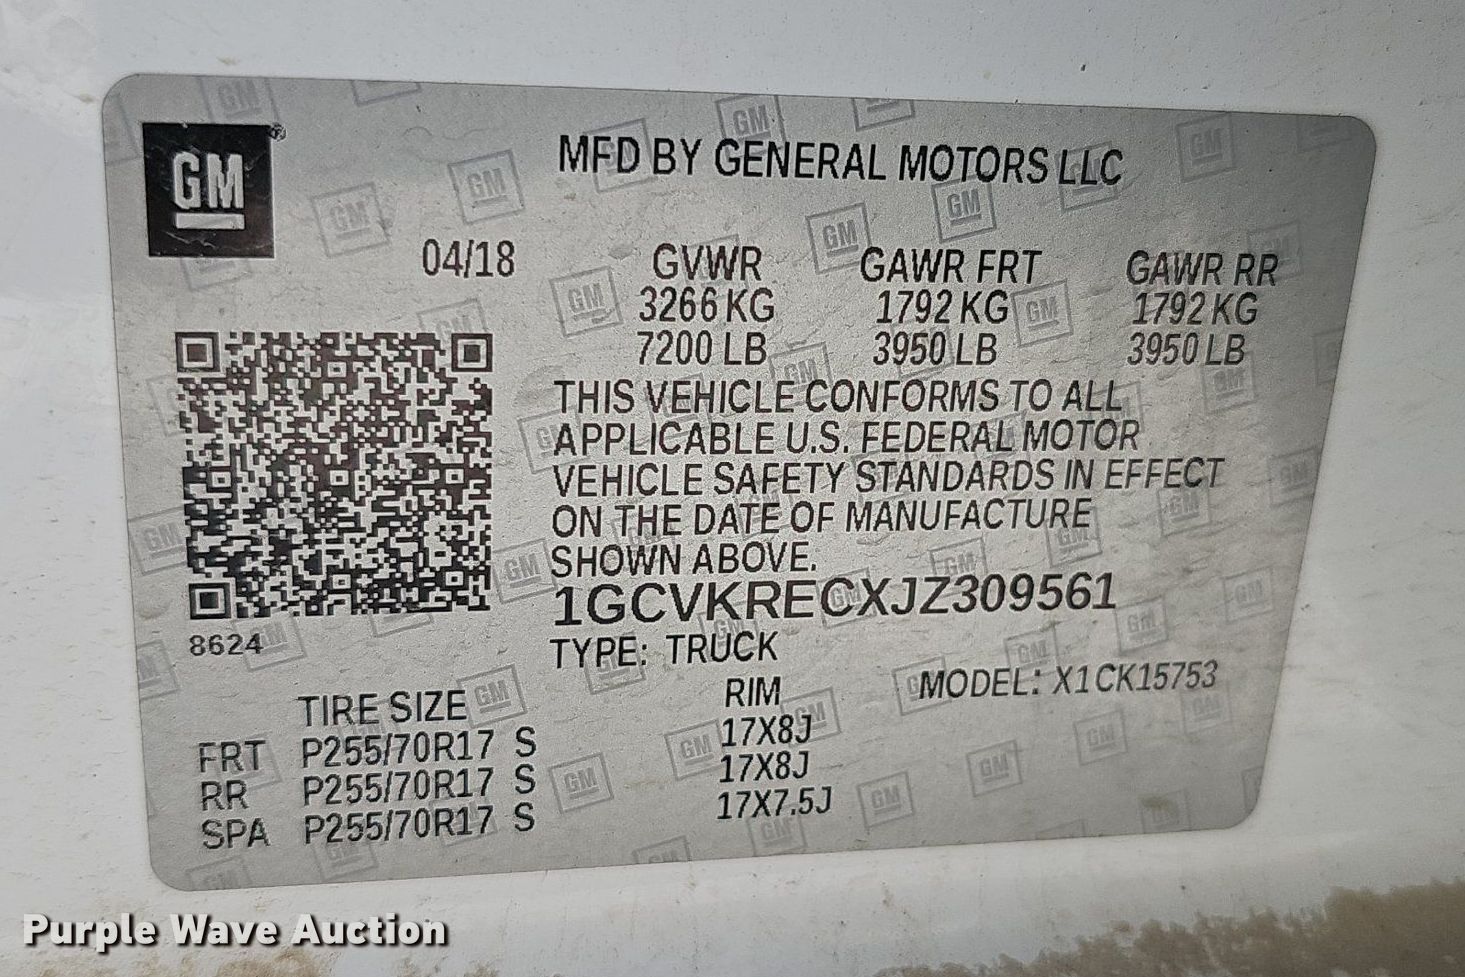 GM
MFD BY GENERAL MOTORS LLC
04/18
GVWR GAWR FRT GAWR RR
3266 KG 1792 KG 1792 KG
7200 LB 3950 LB 3950 LB
THIS VEHICLE CONFORMS TO ALL
APPLICABLE U.S. FEDERAL MOTOR
VEHICLE SAFETY STANDARDS IN EFFECT
ON THE DATE OF MANUFACTURE
SHOWN ABOVE.
1GCVKRECXJZ309561
8624
TYPE: TRUCK
MODEL: X1CK15753
TIRE SIZE RIM
FRT P255/70R17 S 17X8J
RR P255/70R17 S 17X8J
SPA P255/70R17 S 17X7.5J
Purple Wave Auction